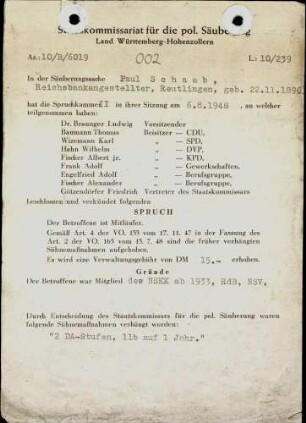 Staatskommissariat für die pol. Säuberung
Land Württemberg-Hohenzollern
Az.: 10/R/6019 002 L: 10/239
In der Säuberungssache Paul Schaab,
Reichsbankangestellter, Reutlingen, geb. 22.11.1890
hat die Spruchkammer II in ihrer Sitzung am 6.8.1948, an welcher
teilgenommen haben:
Dr. Braunger Ludwig Vorsitzender
Baumann Thomas Beisitzer — CDU,
Wizemann Karl „ — SPD,
Hahn Wilhelm „ — DVP,
Fischer Albert jr. „ — KPD,
Frank Adolf „ — Gewerkschaften,
Engelfried Adolf „ — Berufsgruppe,
Fischer Alexander „ — Berufsgruppe,
Götzendörfer Friedrich Vertreter des Staatskommissars
beschlossen und verkündet folgenden
SPRUCH
Der Betroffene ist Mitläufer.
Gemäß Art. 4 der VO. 133 vom 17. 11. 47 in der Fassung des
Art. 2 der VO. 165 vom 13. 7. 48 sind die früher verhängten
Sühnemaßnahmen aufgehoben.
Es wird eine Verwaltungsgebühr von DM 15.— erhoben.
Gründe
Der Betroffene war Mitglied des NSKK ab 1933, RdB, NSV,
Durch Entscheidung des Staatskommissars für die pol. Säuberung waren
folgende Sühnemaßnahmen verhängt worden:
"2 DA-Stufen, 11b auf 1 Jahr."